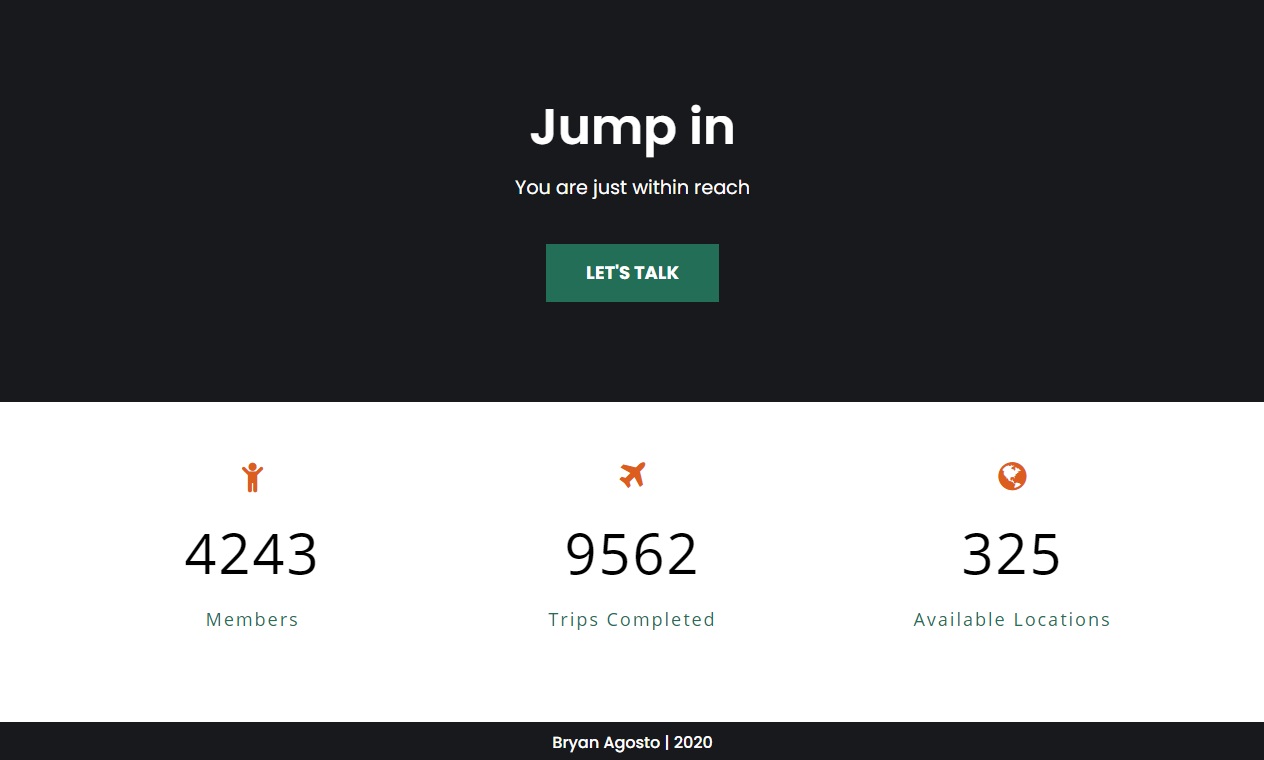 Jump in
You are just within reach
LET'S TALK
4243
9562
325
Members
Trips Completed
Available Locations
Bryan Agosto | 2020